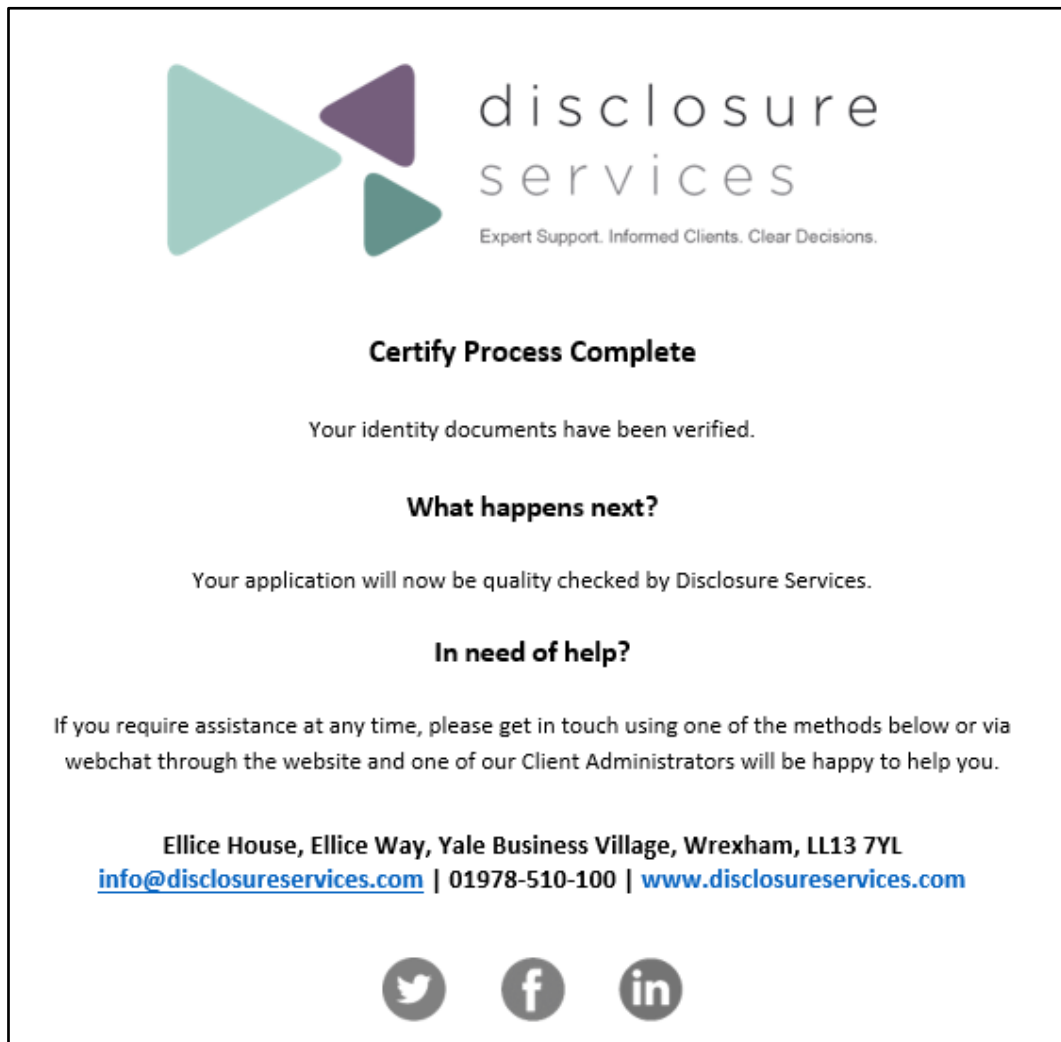 disclosure
services
Expert Support. Informed Clients. Clear Decisions.
Certify Process Complete
Your identity documents have been verified.
What happens next?
Your application will now be quality checked by Disclosure Services.
In need of help?
If you require assistance at any time, please get in touch using one of the methods below or via
webchat through the website and one of our Client Administrators will be happy to help you.
Ellice House, Ellice Way, Yale Business Village, Wrexham, LL13 7YL
info@disclosureservices.com | 01978-510-100 | www.disclosureservices.com
f in